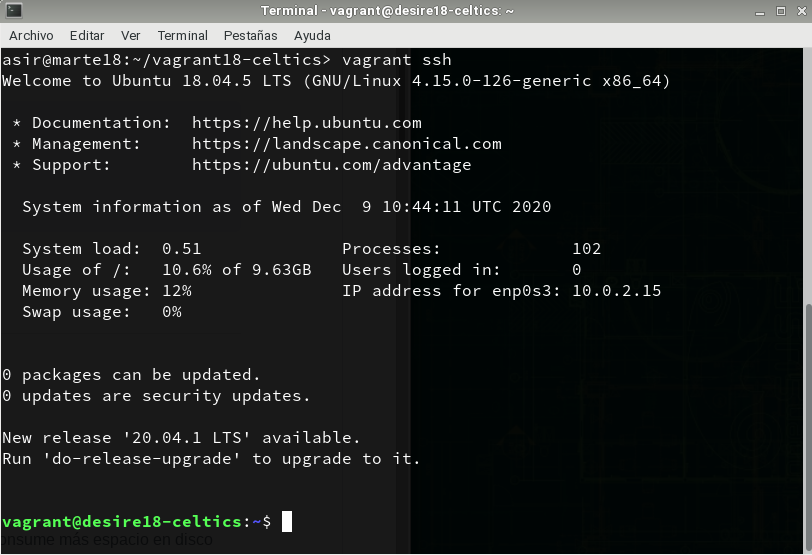 Terminal - vagrant@desire18-celtics: ~
Archivo Editar Ver Terminal Pestañas Ayuda
asir@marte18:~/vagrant18-celtics> vagrant ssh
Welcome to Ubuntu 18.04.5 LTS (GNU/Linux 4.15.0-126-generic x86_64)
* Documentation: https://help.ubuntu.com
* Management: https://landscape.canonical.com
* Support: https://ubuntu.com/advantage
System information as of Wed Dec  9 10:44:11 UTC 2020
System load: 0.51 Processes: 102
Usage of /: 10.6% of 9.63GB Users logged in: 0
Memory usage: 12% IP address for enp0s3: 10.0.2.15
Swap usage: 0%
0 packages can be updated.
0 updates are security updates.
New release '20.04.1 LTS' available.
Run 'do-release-upgrade' to upgrade to it.
vagrant@desire18-celtics:~$
onsume más espacio en disco